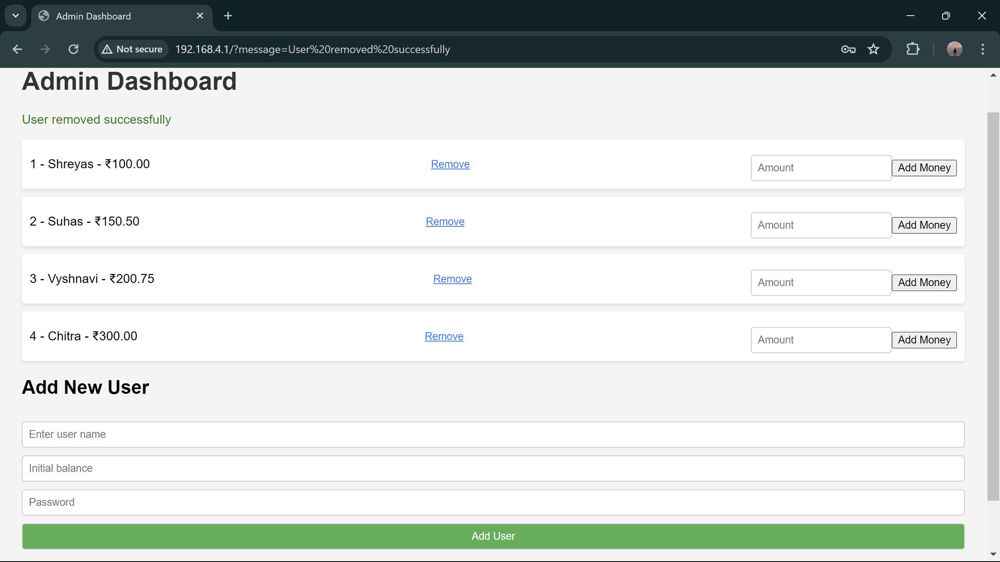 Admin Dashboard
Not secure 192.168.4.1/?message=User%20removed%20successfully
Admin Dashboard
User removed successfully
1 - Shreyas - ₹100.00 Remove Amount Add Money
2 - Suhas - ₹150.50 Remove Amount Add Money
3 - Vyshnavi - ₹200.75 Remove Amount Add Money
4 - Chitra - ₹300.00 Remove Amount Add Money
Add New User
Enter user name
Initial balance
Password
Add User